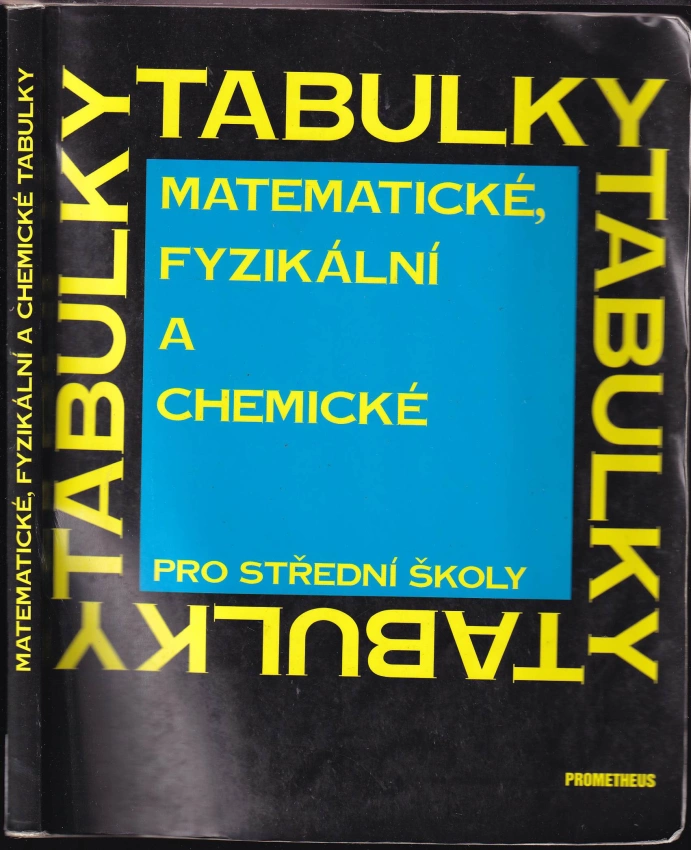 MATEMATICKÉ, FYZIKÁLNÍ A CHEMICKÉ TABULKY
TABULKY
TABULKY
TABULKY
TABULKY
MATEMATICKÉ,
FYZIKÁLNÍ
A
CHEMICKÉ
PRO STŘEDNÍ ŠKOLY
PROMETHEUS